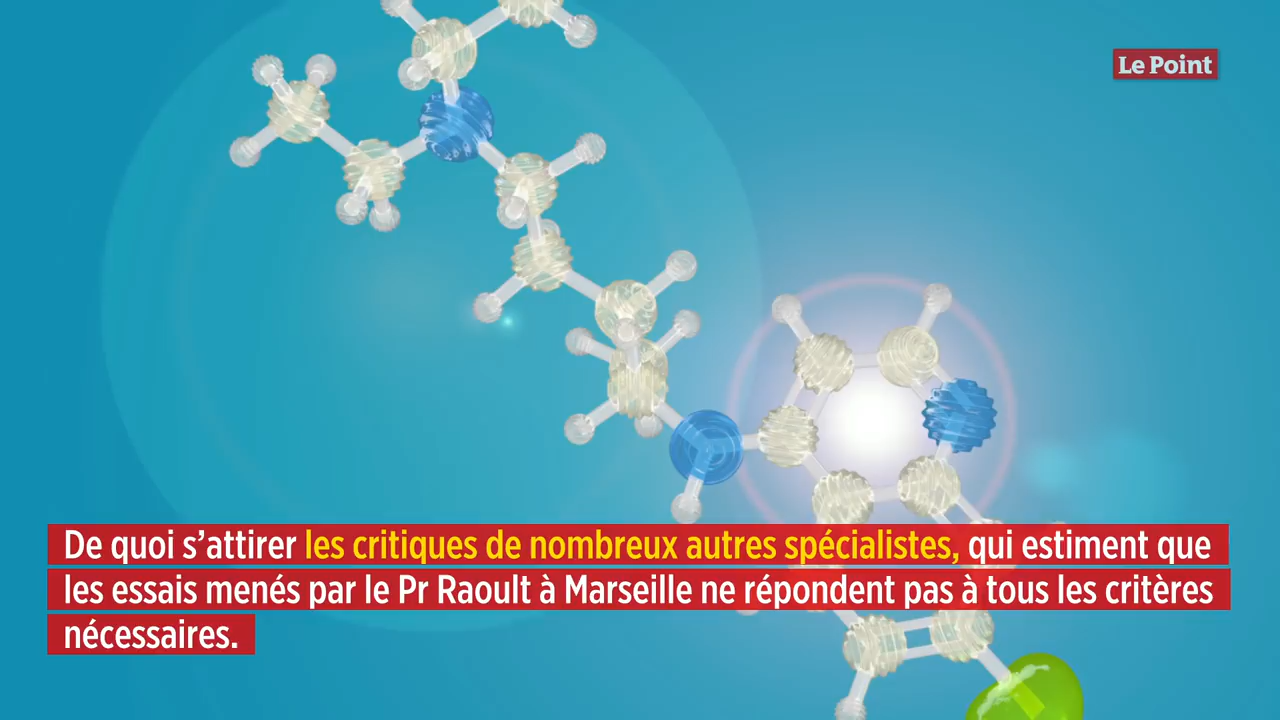 Le Point
De quoi s’attirer les critiques de nombreux autres spécialistes, qui estiment que
les essais menés par le Pr Raoult à Marseille ne répondent pas à tous les critères
nécessaires.